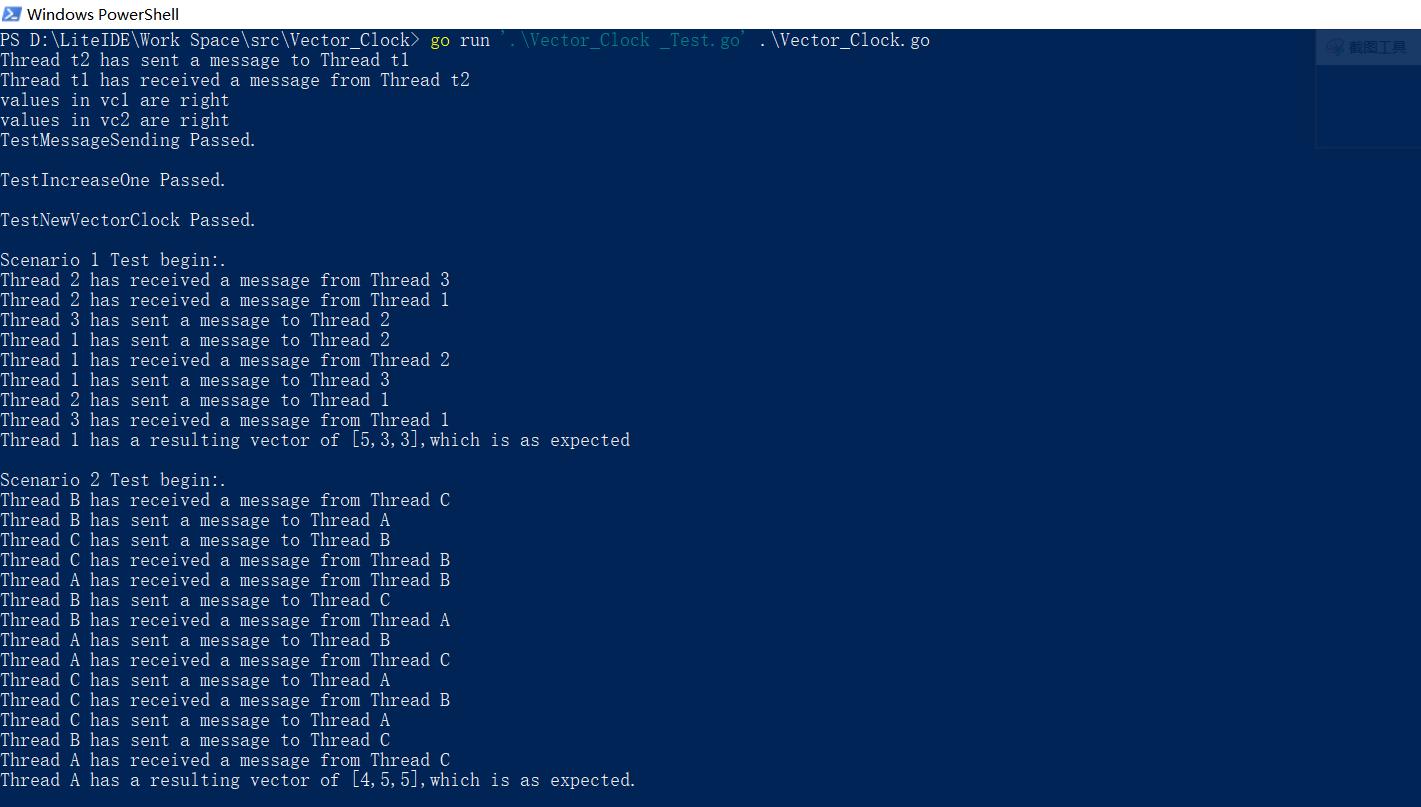 Windows PowerShell
PS D:\LiteIDE\Work Space\src\Vector_Clock> go run '.\Vector_Clock _Test.go' .\Vector_Clock.go
截图工具
Thread t2 has sent a message to Thread t1
Thread t1 has received a message from Thread t2
values in vc1 are right
values in vc2 are right
TestMessageSending Passed.
TestIncreaseOne Passed.
TestNewVectorClock Passed.
Scenario 1 Test begin:.
Thread 2 has received a message from Thread 3
Thread 2 has received a message from Thread 1
Thread 3 has sent a message to Thread 2
Thread 1 has sent a message to Thread 2
Thread 1 has received a message from Thread 2
Thread 1 has sent a message to Thread 3
Thread 2 has sent a message to Thread 1
Thread 3 has received a message from Thread 1
Thread 1 has a resulting vector of [5,3,3],which is as expected
Scenario 2 Test begin:.
Thread B has received a message from Thread C
Thread B has sent a message to Thread A
Thread C has sent a message to Thread B
Thread C has received a message from Thread B
Thread A has received a message from Thread B
Thread B has sent a message to Thread C
Thread B has received a message from Thread A
Thread A has sent a message to Thread B
Thread A has received a message from Thread C
Thread C has sent a message to Thread A
Thread C has received a message from Thread B
Thread C has sent a message to Thread A
Thread B has sent a message to Thread C
Thread A has received a message from Thread C
Thread A has a resulting vector of [4,5,5],which is as expected.